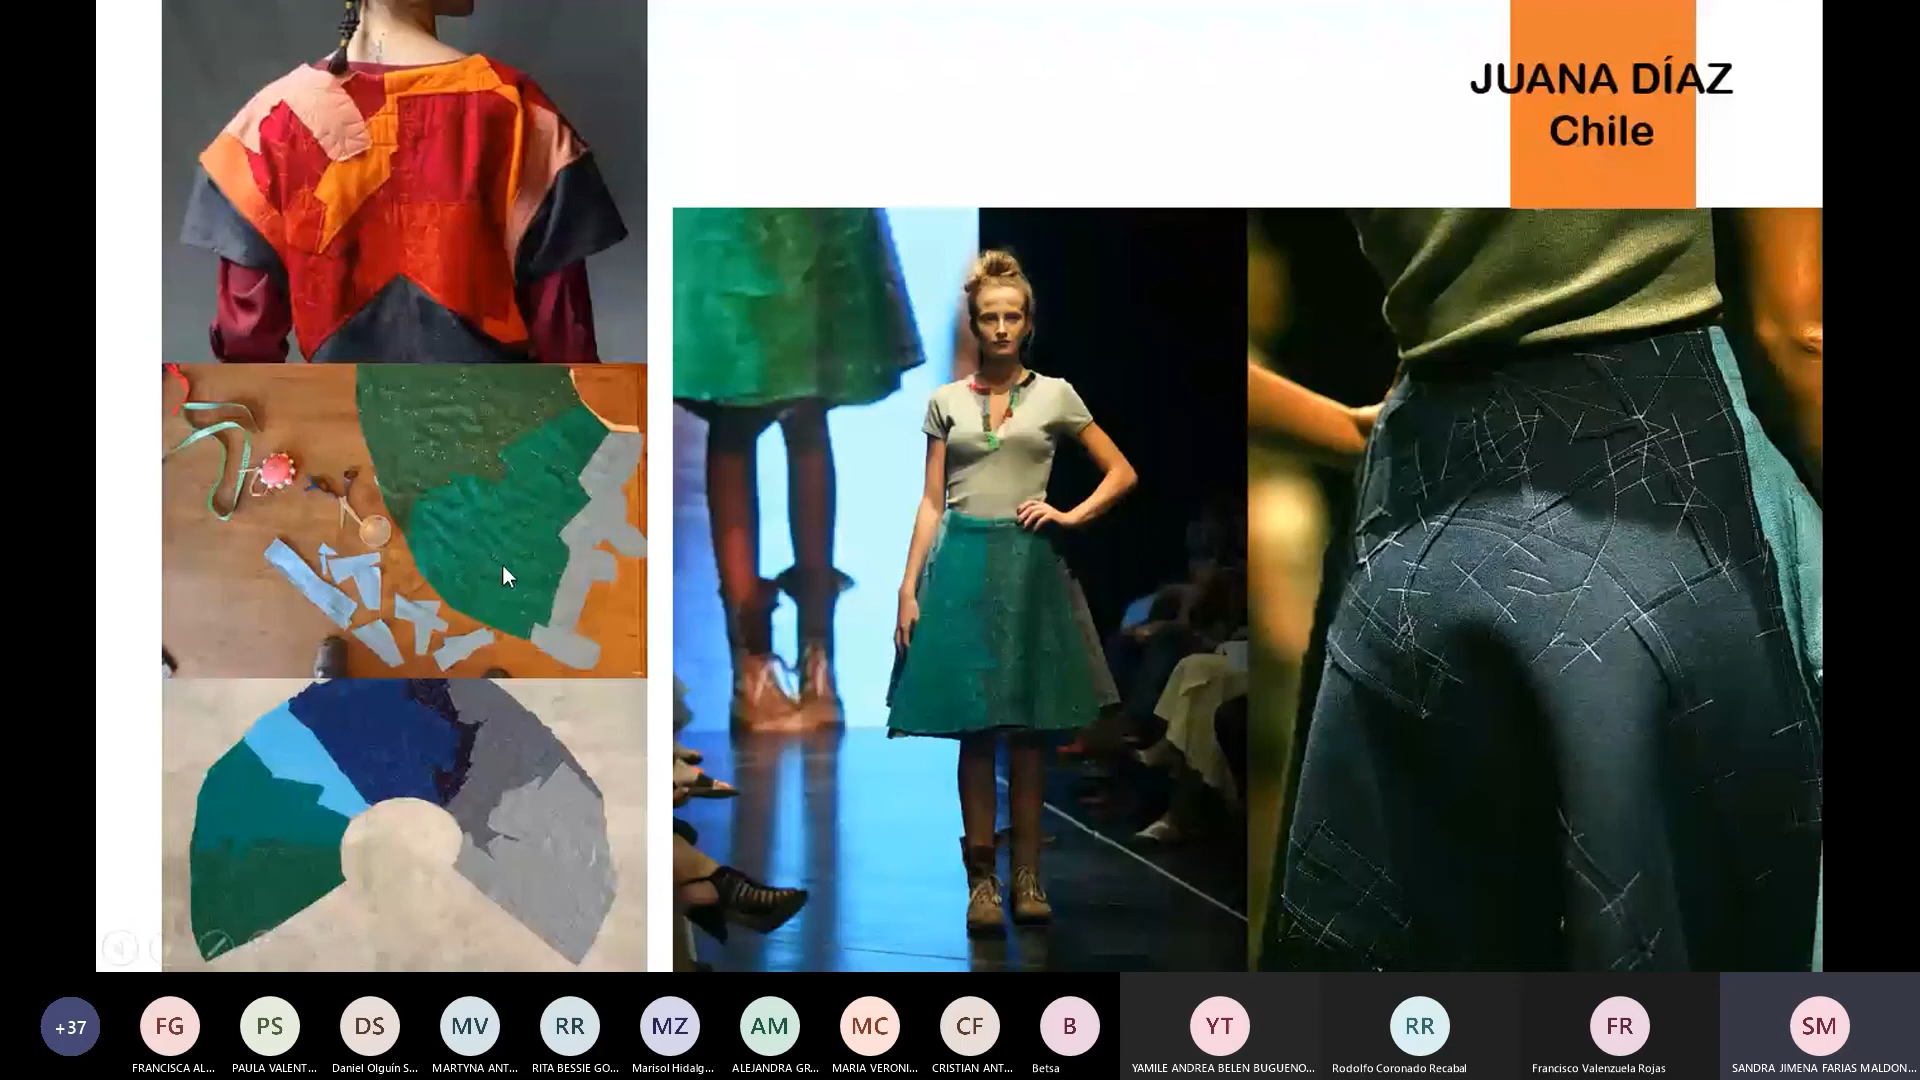 JUANA DÍAZ
Chile
+37
FG
PS
DS
MV
RR
MZ
AM
MC
CF
B
YT
RR
FR
SM
FRANCISCA AL...
PAULA VALENT...
Daniel Olguín S...
MARTYNA ANT...
RITA BESSIE GO...
Marisol Hidalg...
ALEJANDRA GR...
MARIA VERONI...
CRISTIAN ANT...
Betsa
YAMILE ANDREA BELEN BUGUENO...
Rodolfo Coronado Recabal
Francisco Valenzuela Rojas
SANDRA JIMENA FARIAS MALDON...